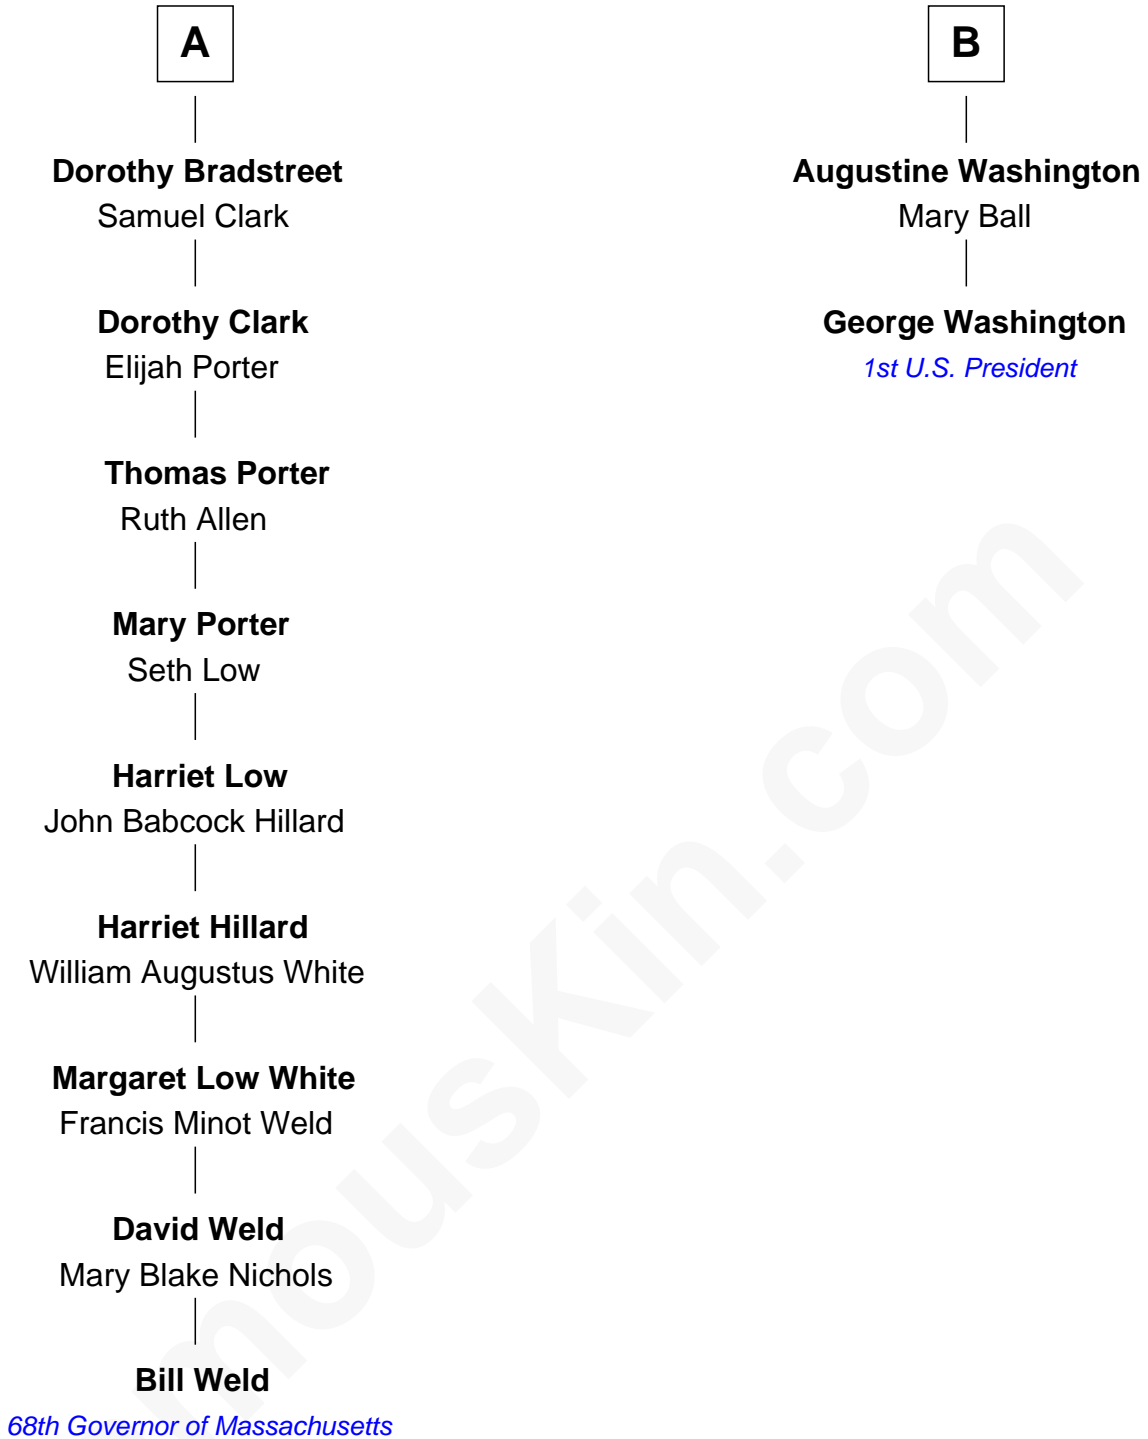 A
Dorothy Bradstreet
Samuel Clark
Dorothy Clark
Elijah Porter
Thomas Porter
Ruth Allen
Mary Porter
Seth Low
Harriet Low
John Babcock Hillard
Harriet Hillard
William Augustus White
Margaret Low White
Francis Minot Weld
David Weld
Mary Blake Nichols
Bill Weld
68th Governor of Massachusetts
B
Augustine Washington
Mary Ball
George Washington
1st U.S. President
mouskin.com